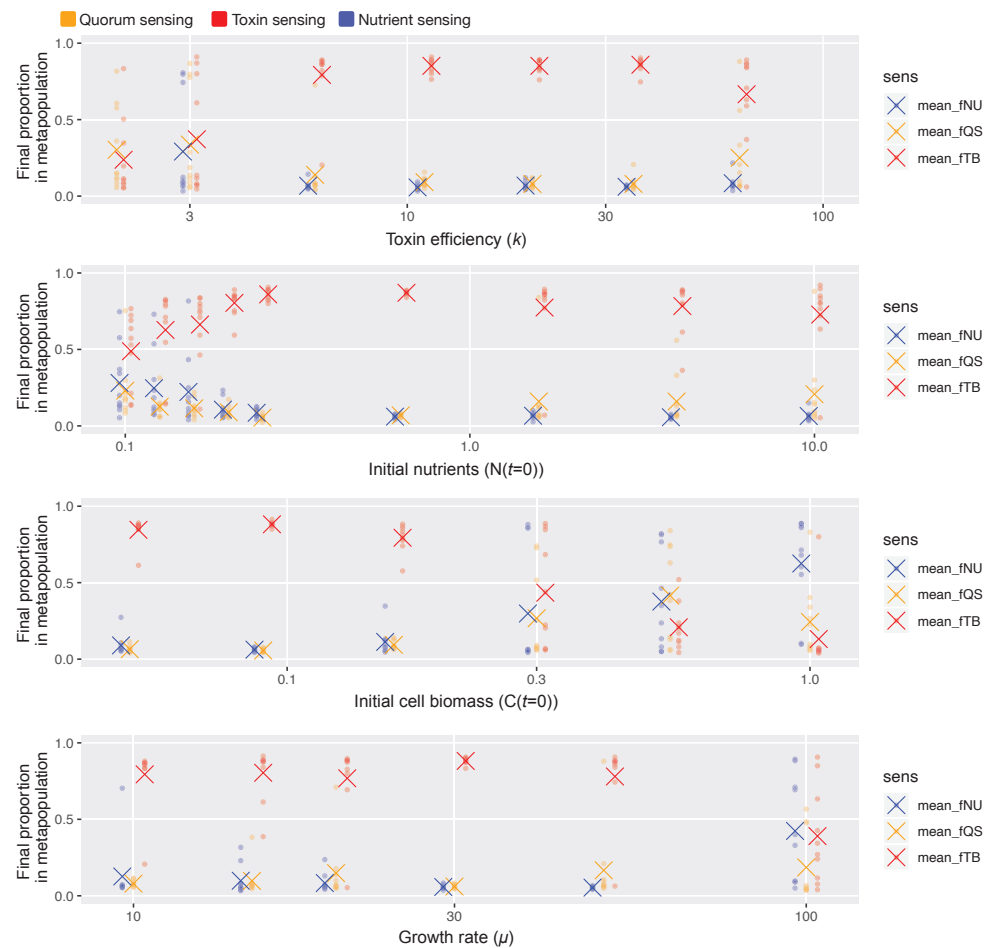 Quorum sensing Toxin sensing Nutrient sensing
Final proportion
in metapopulation
1.0
0.5
0.0
3 10 30 100
Toxin efficiency (k)
sens
mean_fNU
mean_fQS
mean_fTB
Final proportion
in metapopulation
1.0
0.5
0.0
0.1 1.0 10.0
Initial nutrients (N(t=0))
sens
mean_fNU
mean_fQS
mean_fTB
Final proportion
in metapopulation
1.0
0.5
0.0
0.1 0.3 1.0
Initial cell biomass (C(t=0))
sens
mean_fNU
mean_fQS
mean_fTB
Final proportion
in metapopulation
1.0
0.5
0.0
10 30 100
Growth rate (μ)
sens
mean_fNU
mean_fQS
mean_fTB